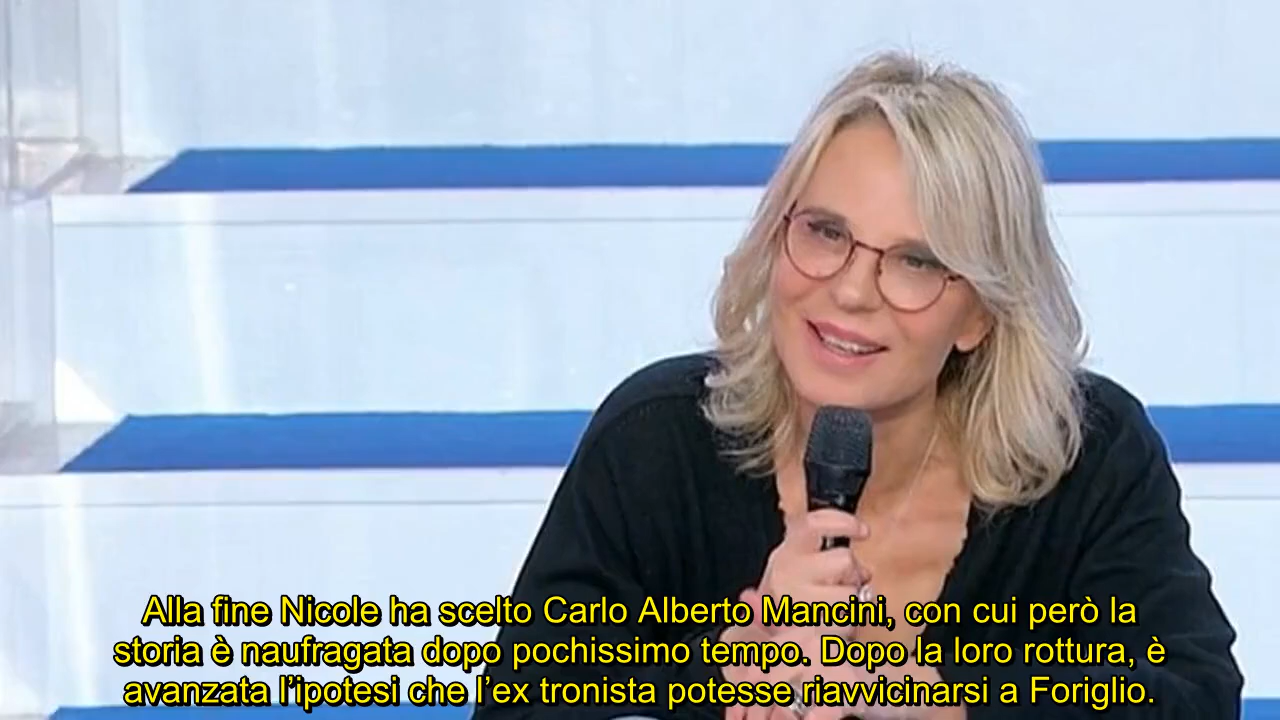 Alla fine Nicole ha scelto Carlo Alberto Mancini, con cui però la
storia è naufragata dopo pochissimo tempo. Dopo la loro rottura, è
avanzata l’ipotesi che l’ex tronista potesse riavvicinarsi a Foriglio.